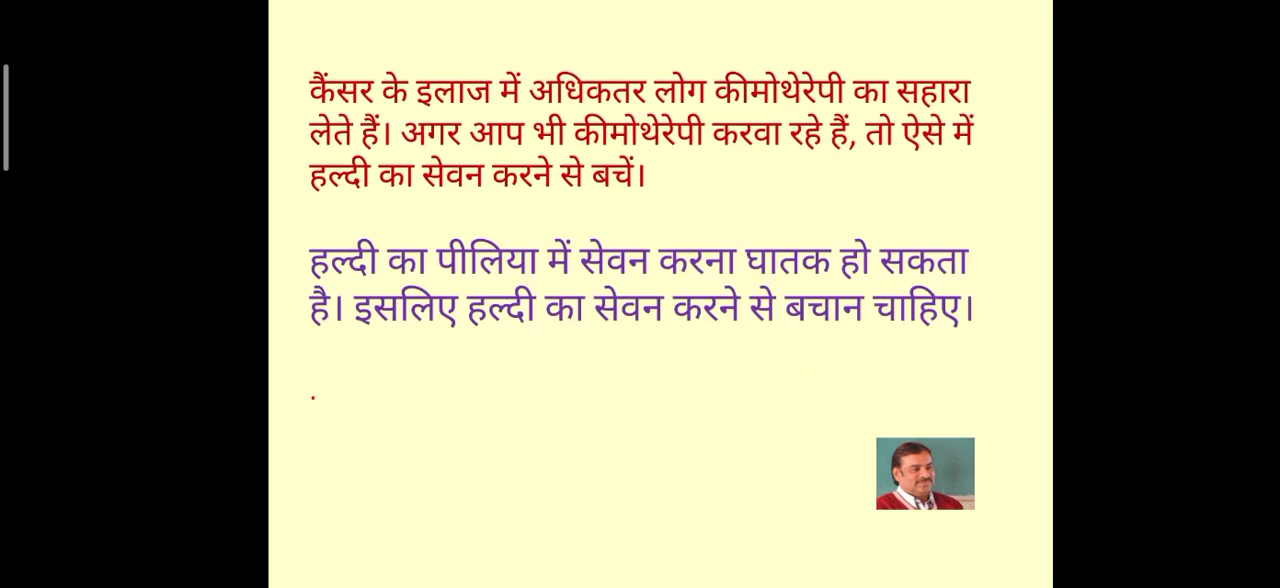 कैंसर के इलाज में अधिकतर लोग कीमोथेरेपी का सहारा
लेते हैं। अगर आप भी कीमोथेरेपी करवा रहे हैं, तो ऐसे में
हल्दी का सेवन करने से बचें।
हल्दी का पीलिया में सेवन करना घातक हो सकता
है। इसलिए हल्दी का सेवन करने से बचान चाहिए।
.